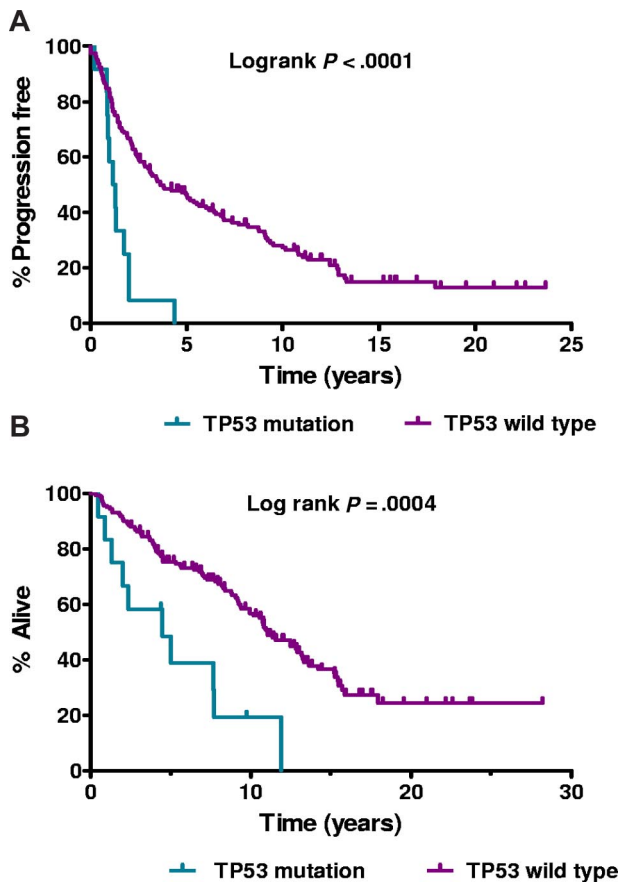 A
Logrank P < .0001
% Progression free
100
80
60
40
20
0
0 5 10 15 20 25
Time (years)
TP53 mutation TP53 wild type
B
Log rank P = .0004
% Alive
100
80
60
40
20
0
0 10 20 30
Time (years)
TP53 mutation TP53 wild type